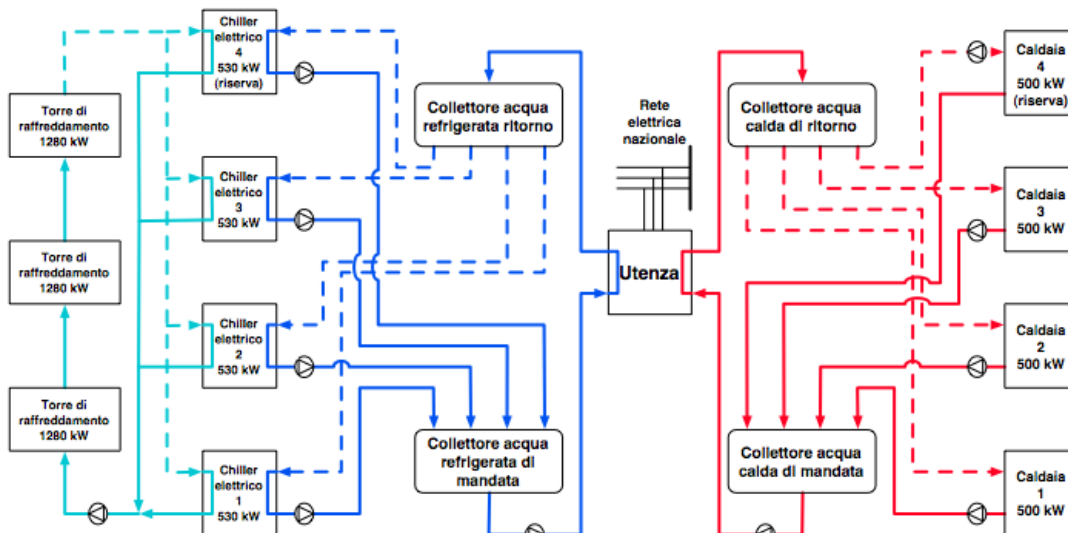 Chiller
elettrico
4
530 kW
(riserva)
Torre di
raffreddamento
1280 kW
Chiller
elettrico
3
530 kW
Torre di
raffreddamento
1280 kW
Chiller
elettrico
2
530 kW
Torre di
raffreddamento
1280 kW
Chiller
elettrico
1
530 kW
Collettore acqua
refrigerata ritorno
Collettore acqua
refrigerata di
mandata
Rete
elettrica
nazionale
Utenza
Collettore acqua
calda di ritorno
Collettore acqua
calda di mandata
Caldaia
4
500 kW
(riserva)
Caldaia
3
500 kW
Caldaia
2
500 kW
Caldaia
1
500 kW